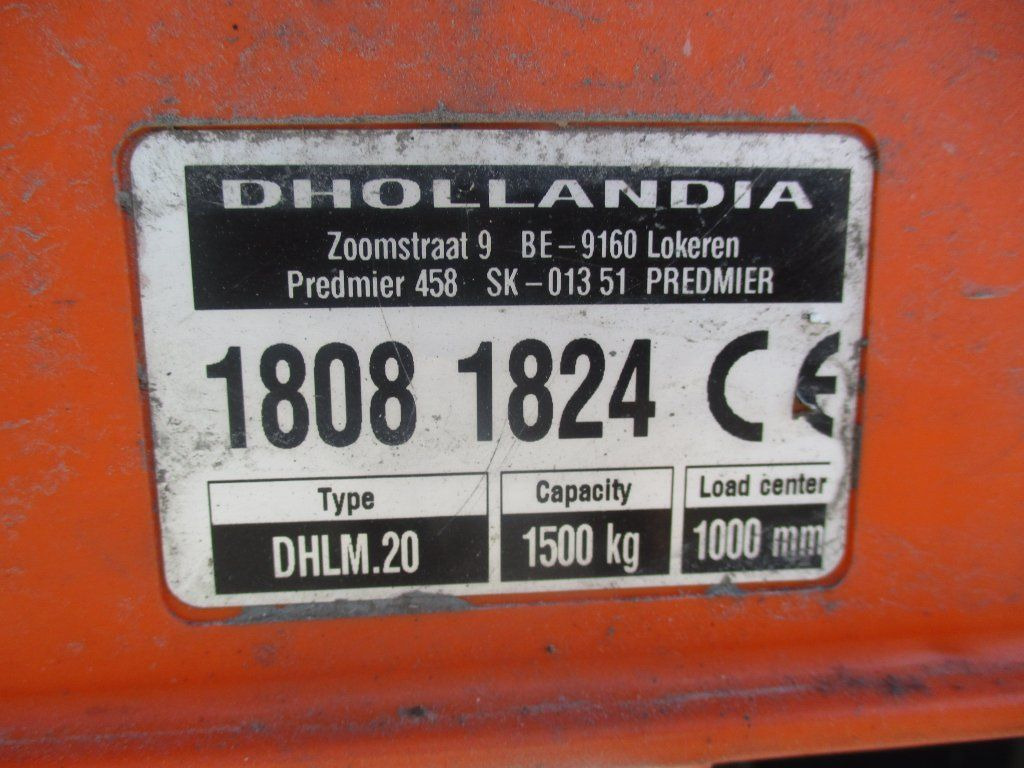 DHOLLANDIA
Zoomstraat 9 BE-9160 Lokeren
Predmier 458 SK-013 51 PREDMIER
1808 1824 CE
Type Capacity Load center
DHLM.20 1500 kg 1000 mm